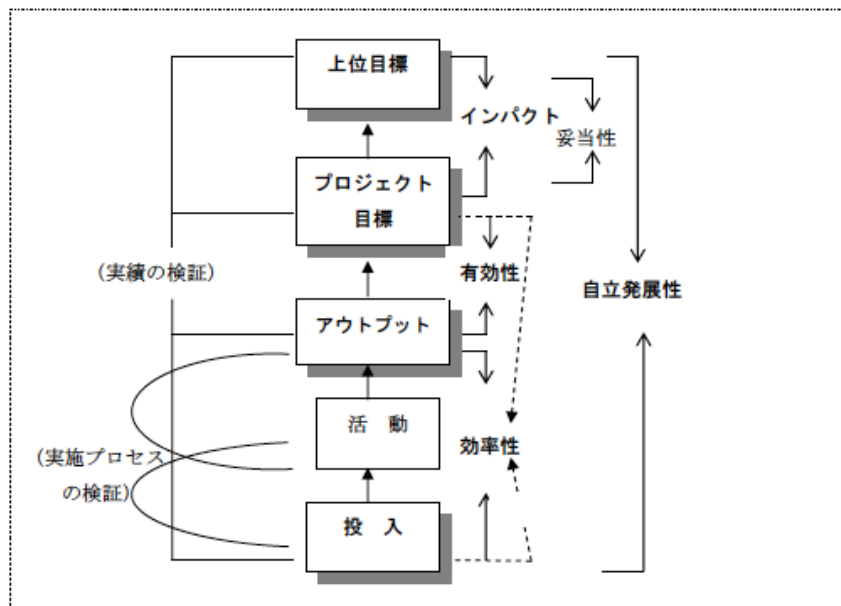 上位目標
インパクト
妥当性
プロジェクト
目標
(実績の検証)
有効性
自立発展性
アウトプット
活　動
効率性
(実施プロセス
の検証)
投　入